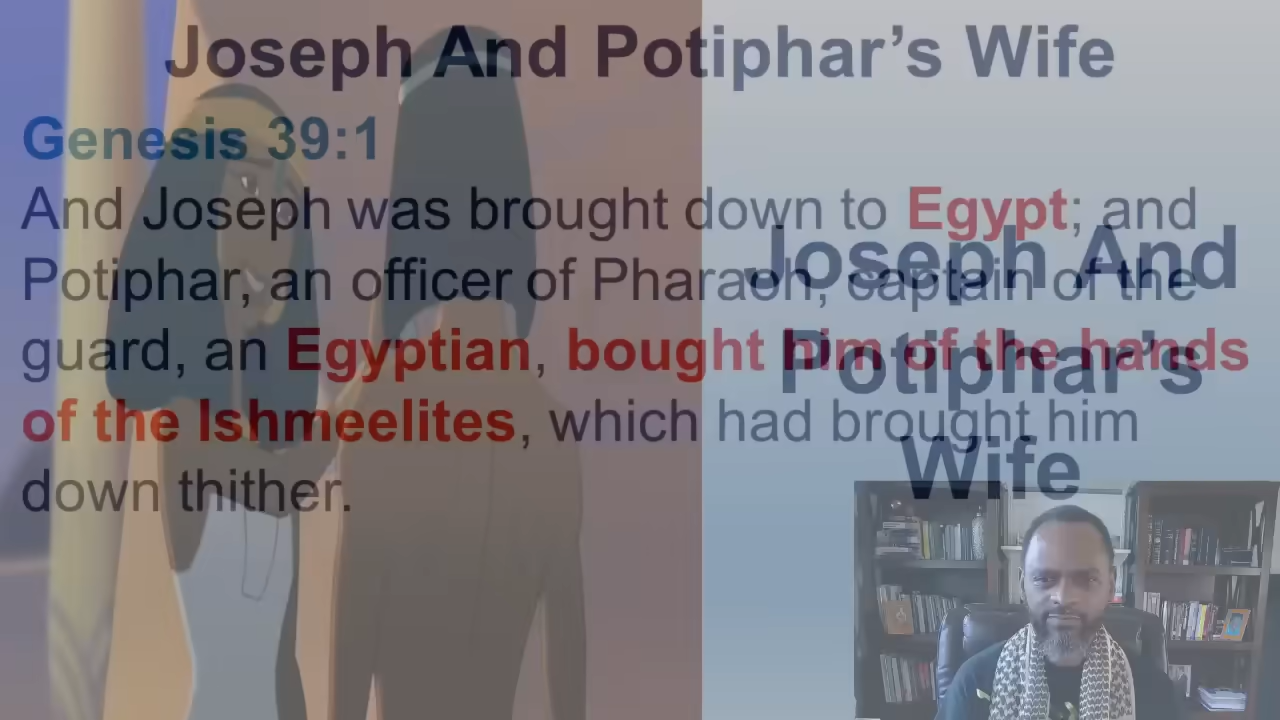 Joseph And Potiphar’s Wife
Genesis 39:1
And Joseph was brought down to Egypt; and
Potiphar, an officer of Pharaoh, captain of the
guard, an Egyptian, bought him of the hands
of the Ishmeelites, which had brought him
down thither.
Joseph And
Potiphar’s
Wife